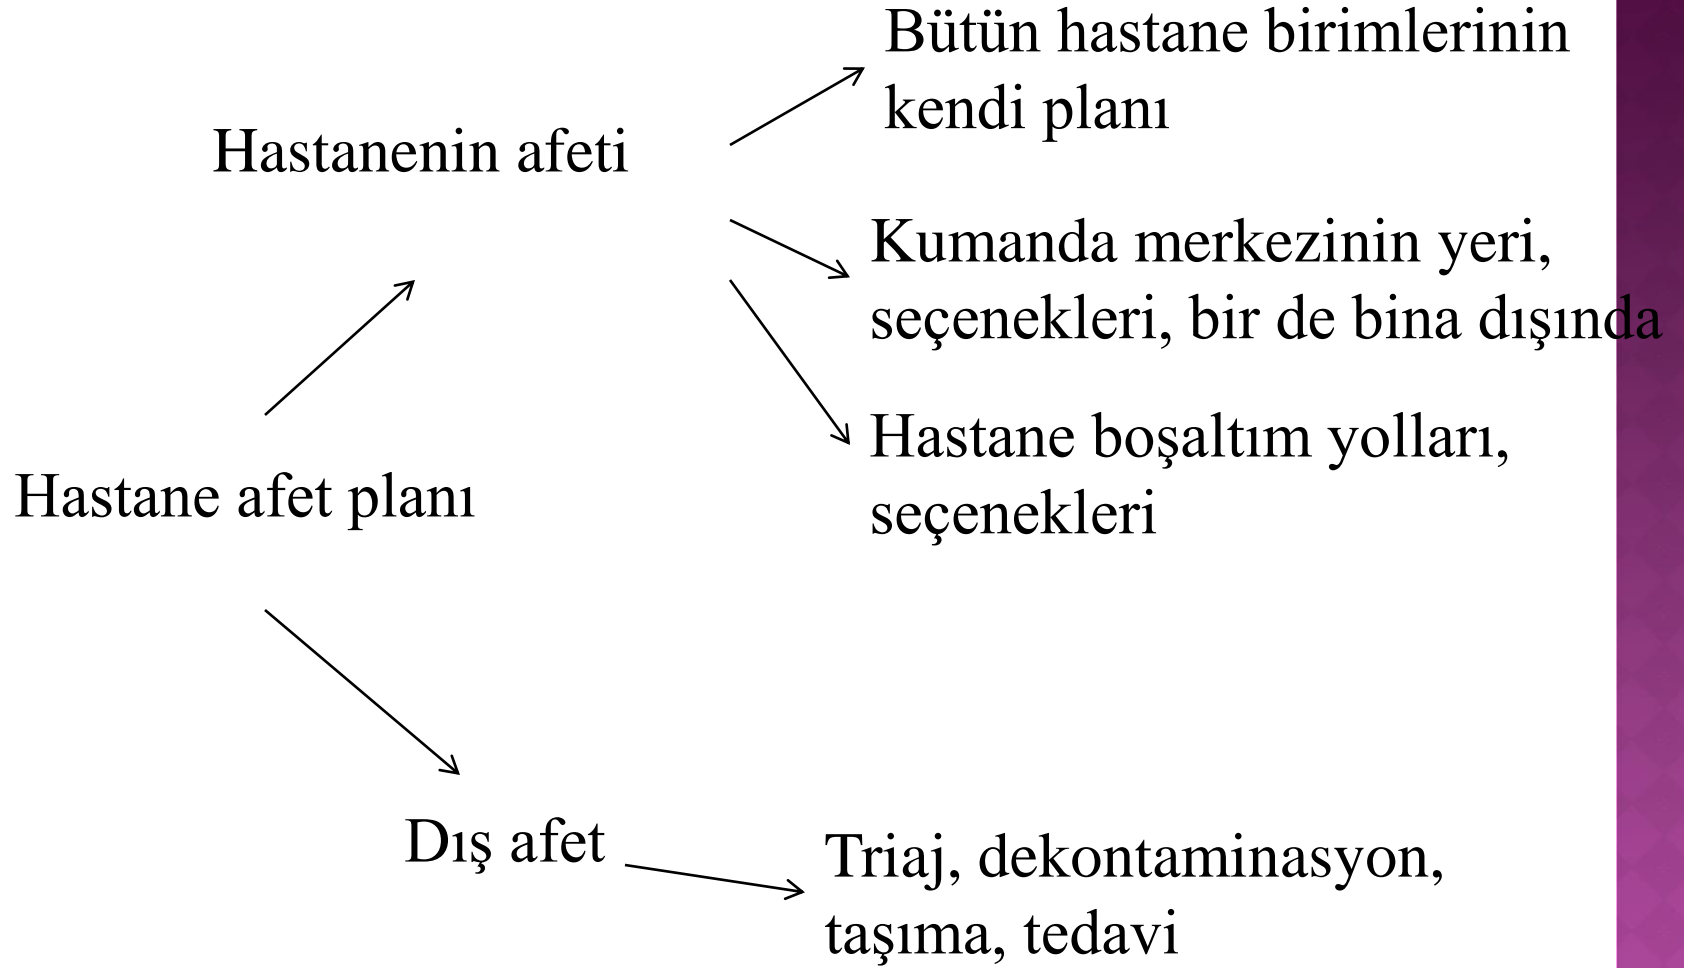 Bütün hastane birimlerinin
kendi planı
Hastanenin afeti
Kumanda merkezinin yeri,
seçenekleri, bir de bina dışında
Hastane boşaltım yolları,
seçenekleri
Hastane afet planı
Dış afet
Triaj, dekontaminasyon,
taşıma, tedavi